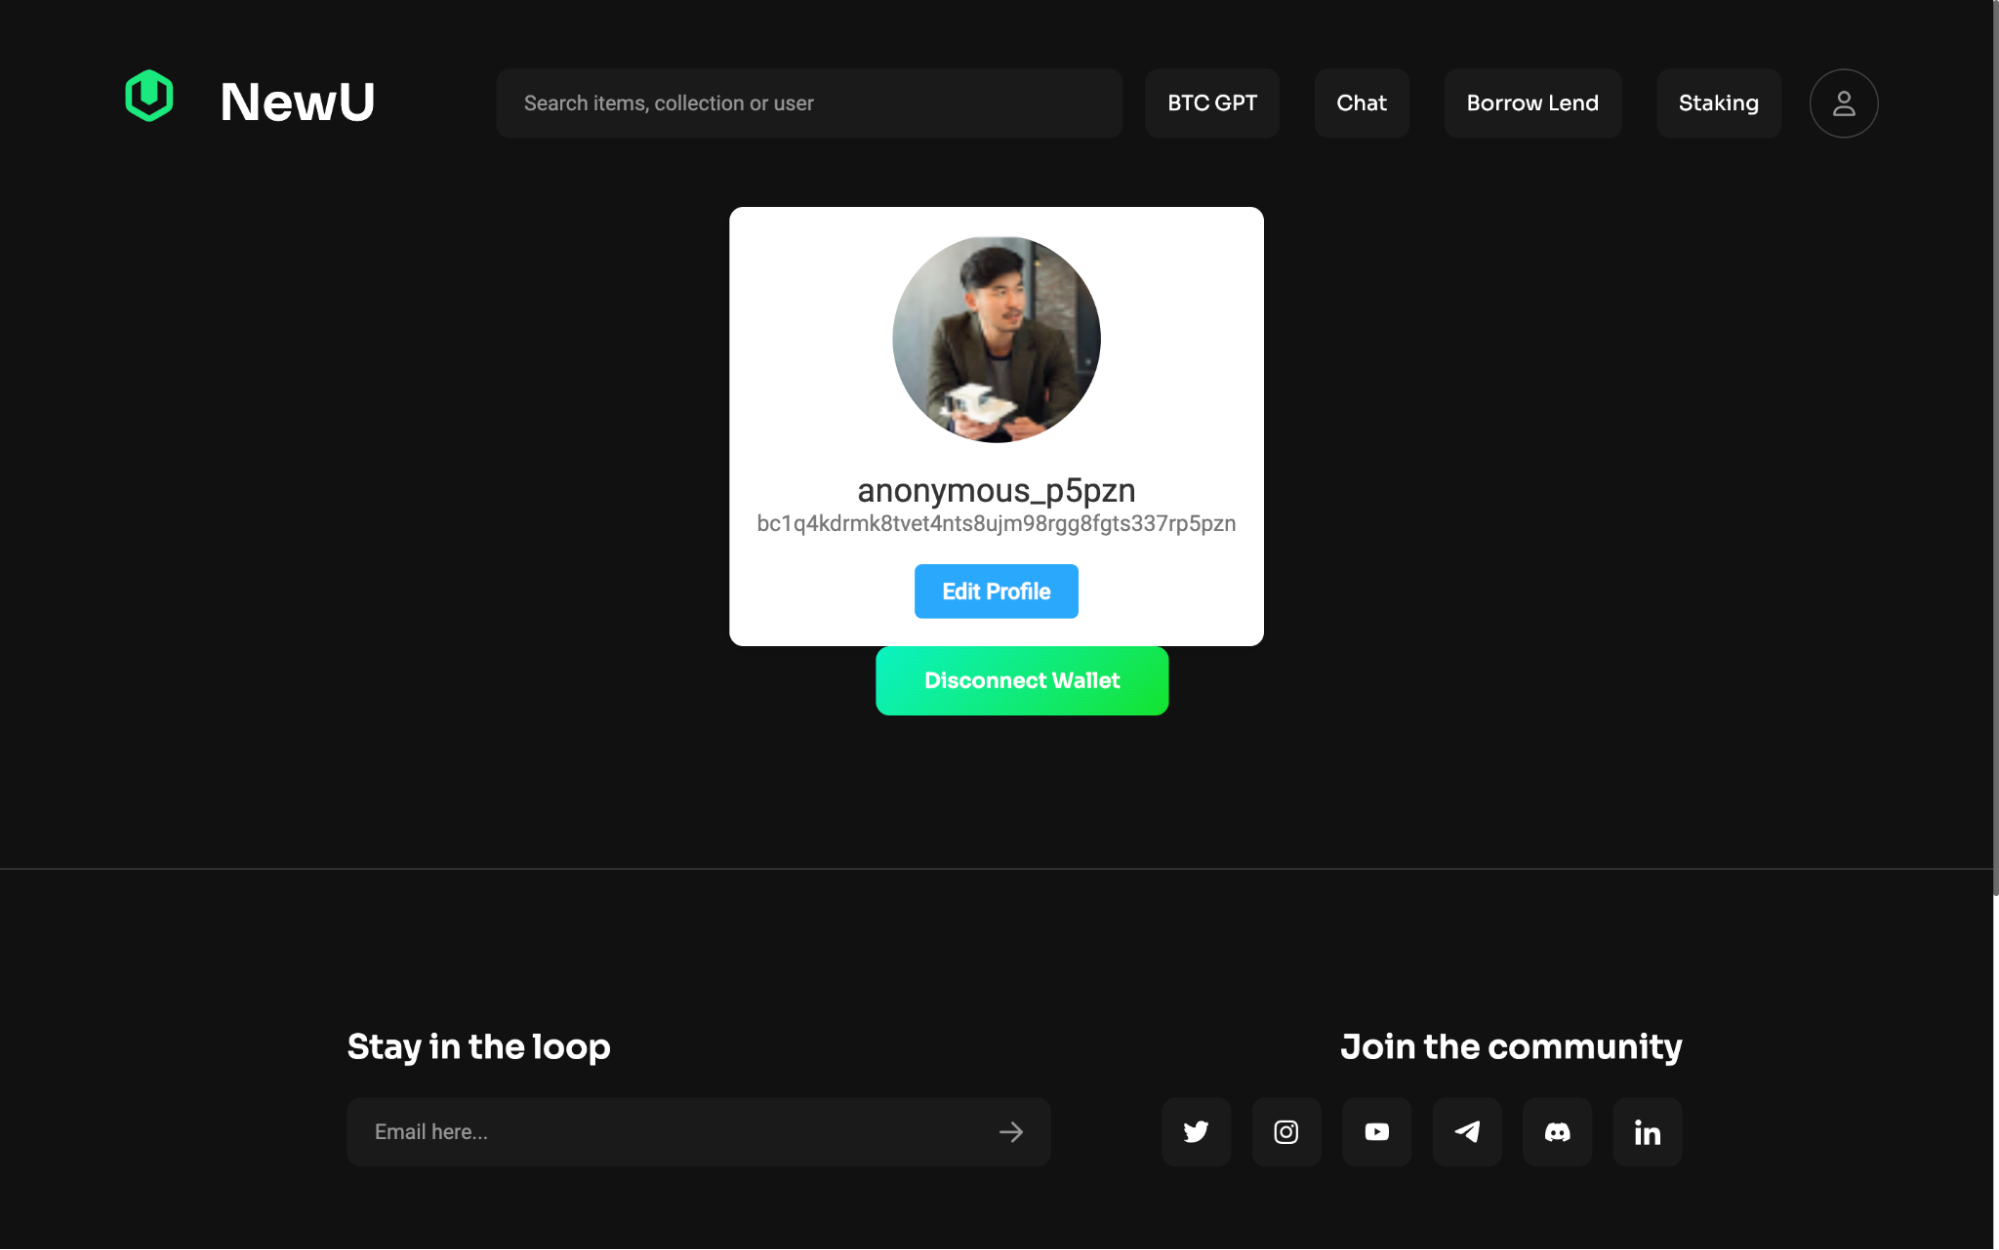 NewU
Search items, collection or user
BTC GPT
Chat
Borrow Lend
Staking
anonymous_p5pzn
bc1q4kdrmk8tvet4nts8ujm98rgg8fgts337rp5pzn
Edit Profile
Disconnect Wallet
Stay in the loop
Join the community
Email here...